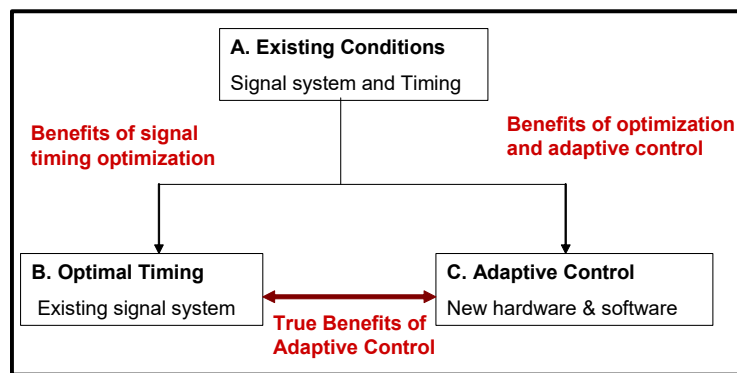 A. Existing Conditions
Signal system and Timing
Benefits of signal
timing optimization
Benefits of optimization
and adaptive control
B. Optimal Timing
Existing signal system
C. Adaptive Control
New hardware & software
True Benefits of
Adaptive Control